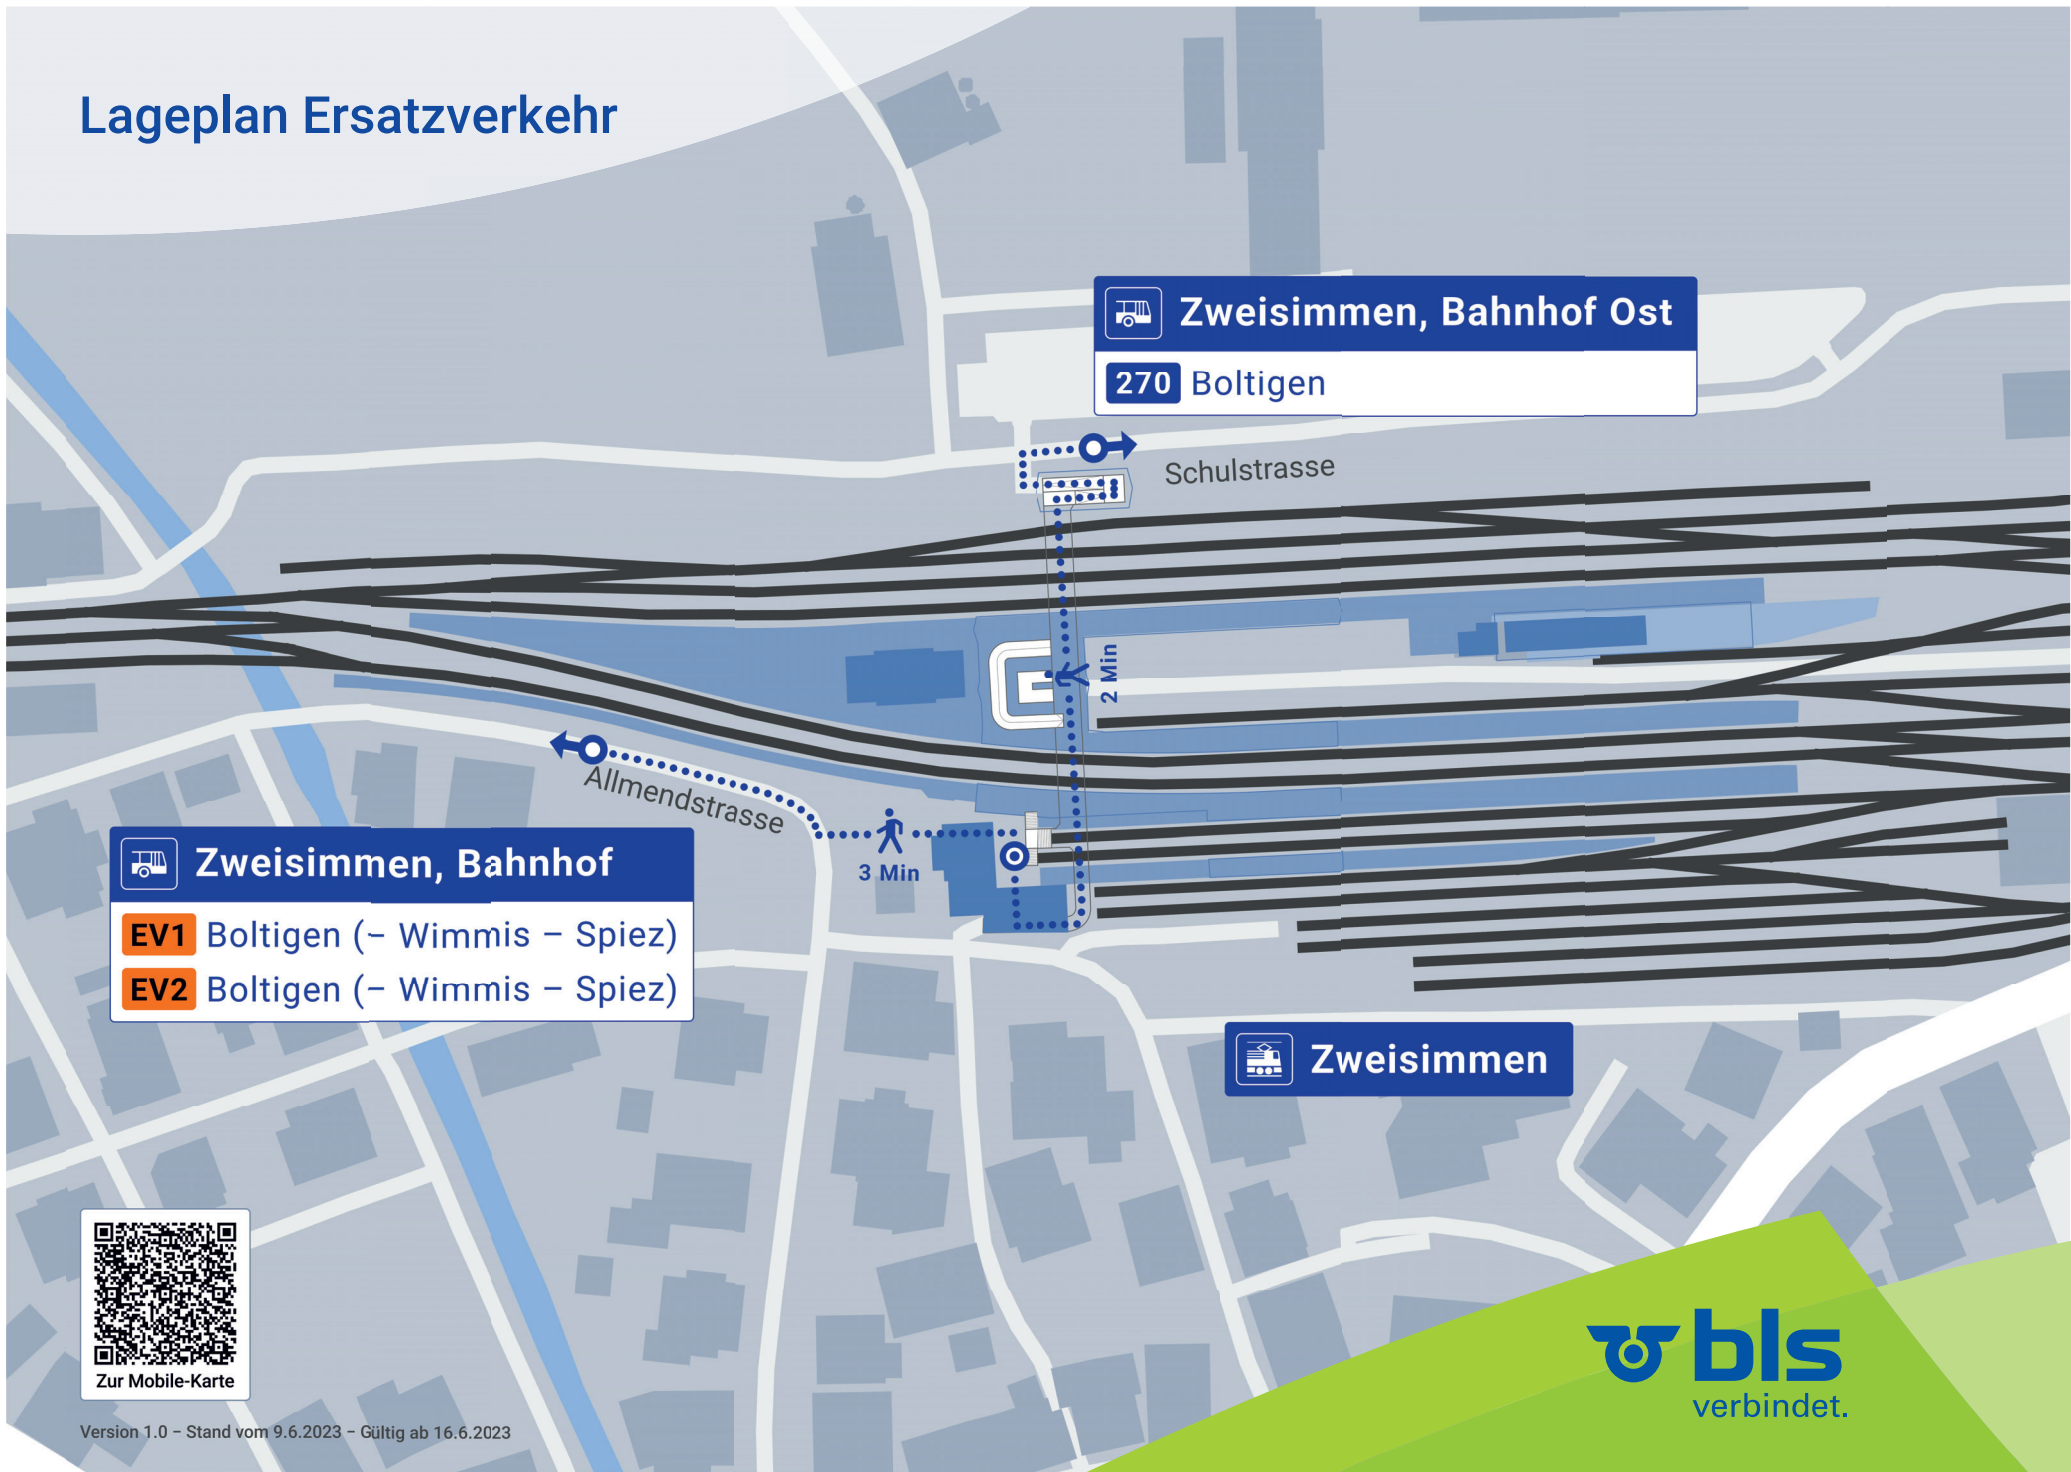 Lageplan Ersatzverkehr
Zweisimmen, Bahnhof Ost
270 Boltigen
Schulstrasse
2 Min
Allmendstrasse
3 Min
Zweisimmen, Bahnhof
EV1 Boltigen (– Wimmis – Spiez)
EV2 Boltigen (– Wimmis – Spiez)
Zweisimmen
Zur Mobile-Karte
Version 1.0 – Stand vom 9.6.2023 – Gültig ab 16.6.2023
bls
verbindet.